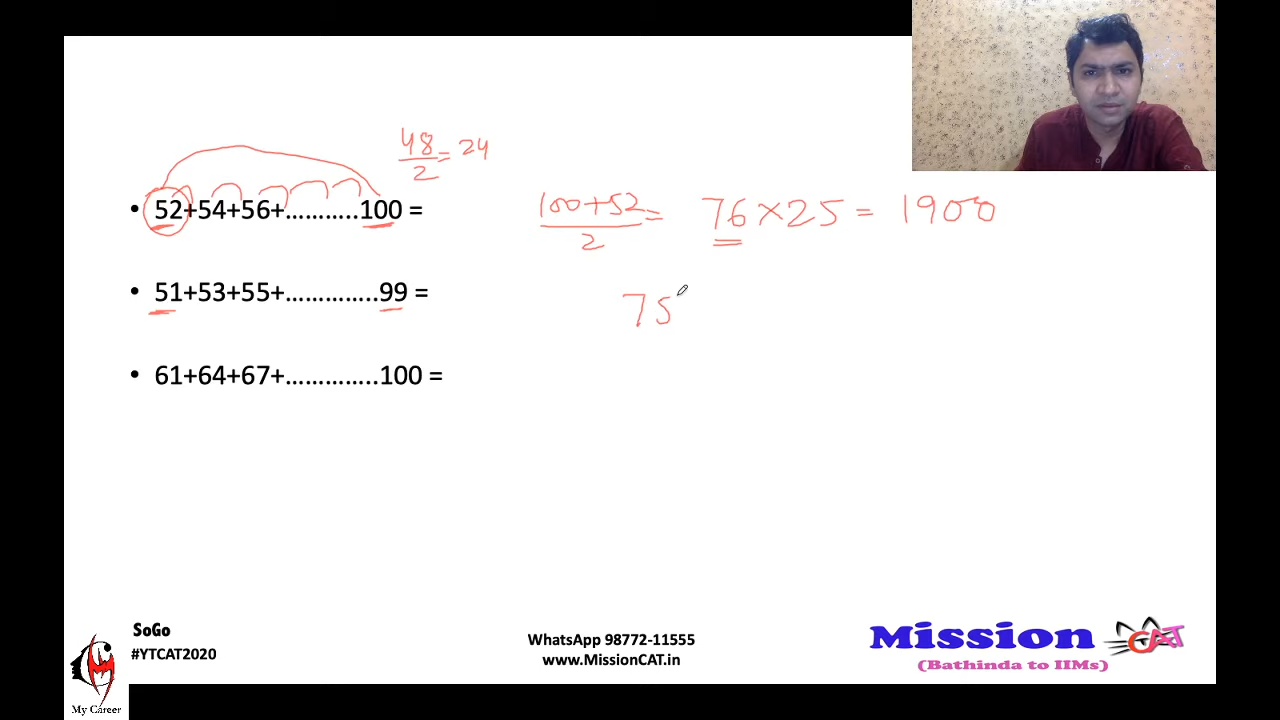 48/2 = 24
• 52+54+56+………..100 = 100+52/2 = 76×25 = 1900
• 51+53+55+…………..99 = 75
• 61+64+67+…………..100 =
SoGo
#YTCAT2020
WhatsApp 98772-11555
www.MissionCAT.in
Mission CAT
(Bathinda to IIMs)
My Career